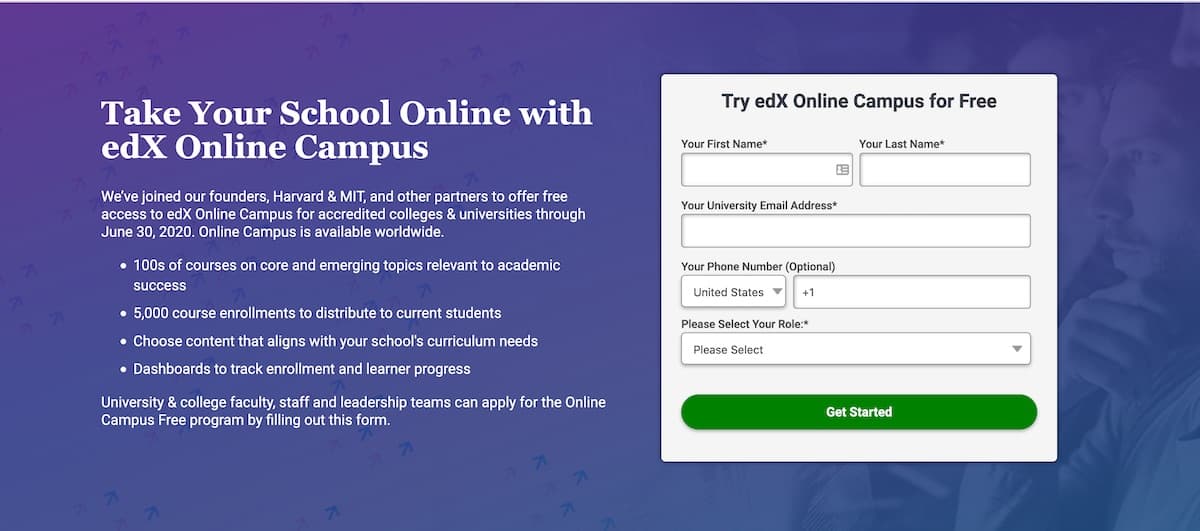 Take Your School Online with
edX Online Campus
We've joined our founders, Harvard & MIT, and other partners to offer free
access to edX Online Campus for accredited colleges & universities through
June 30, 2020. Online Campus is available worldwide.
• 100s of courses on core and emerging topics relevant to academic
success
• 5,000 course enrollments to distribute to current students
• Choose content that aligns with your school's curriculum needs
• Dashboards to track enrollment and learner progress
University & college faculty, staff and leadership teams can apply for the Online
Campus Free program by filling out this form.
Try edX Online Campus for Free
Your First Name* Your Last Name*
Your University Email Address*
Your Phone Number (Optional)
United States +1
Please Select Your Role:*
Please Select
Get Started